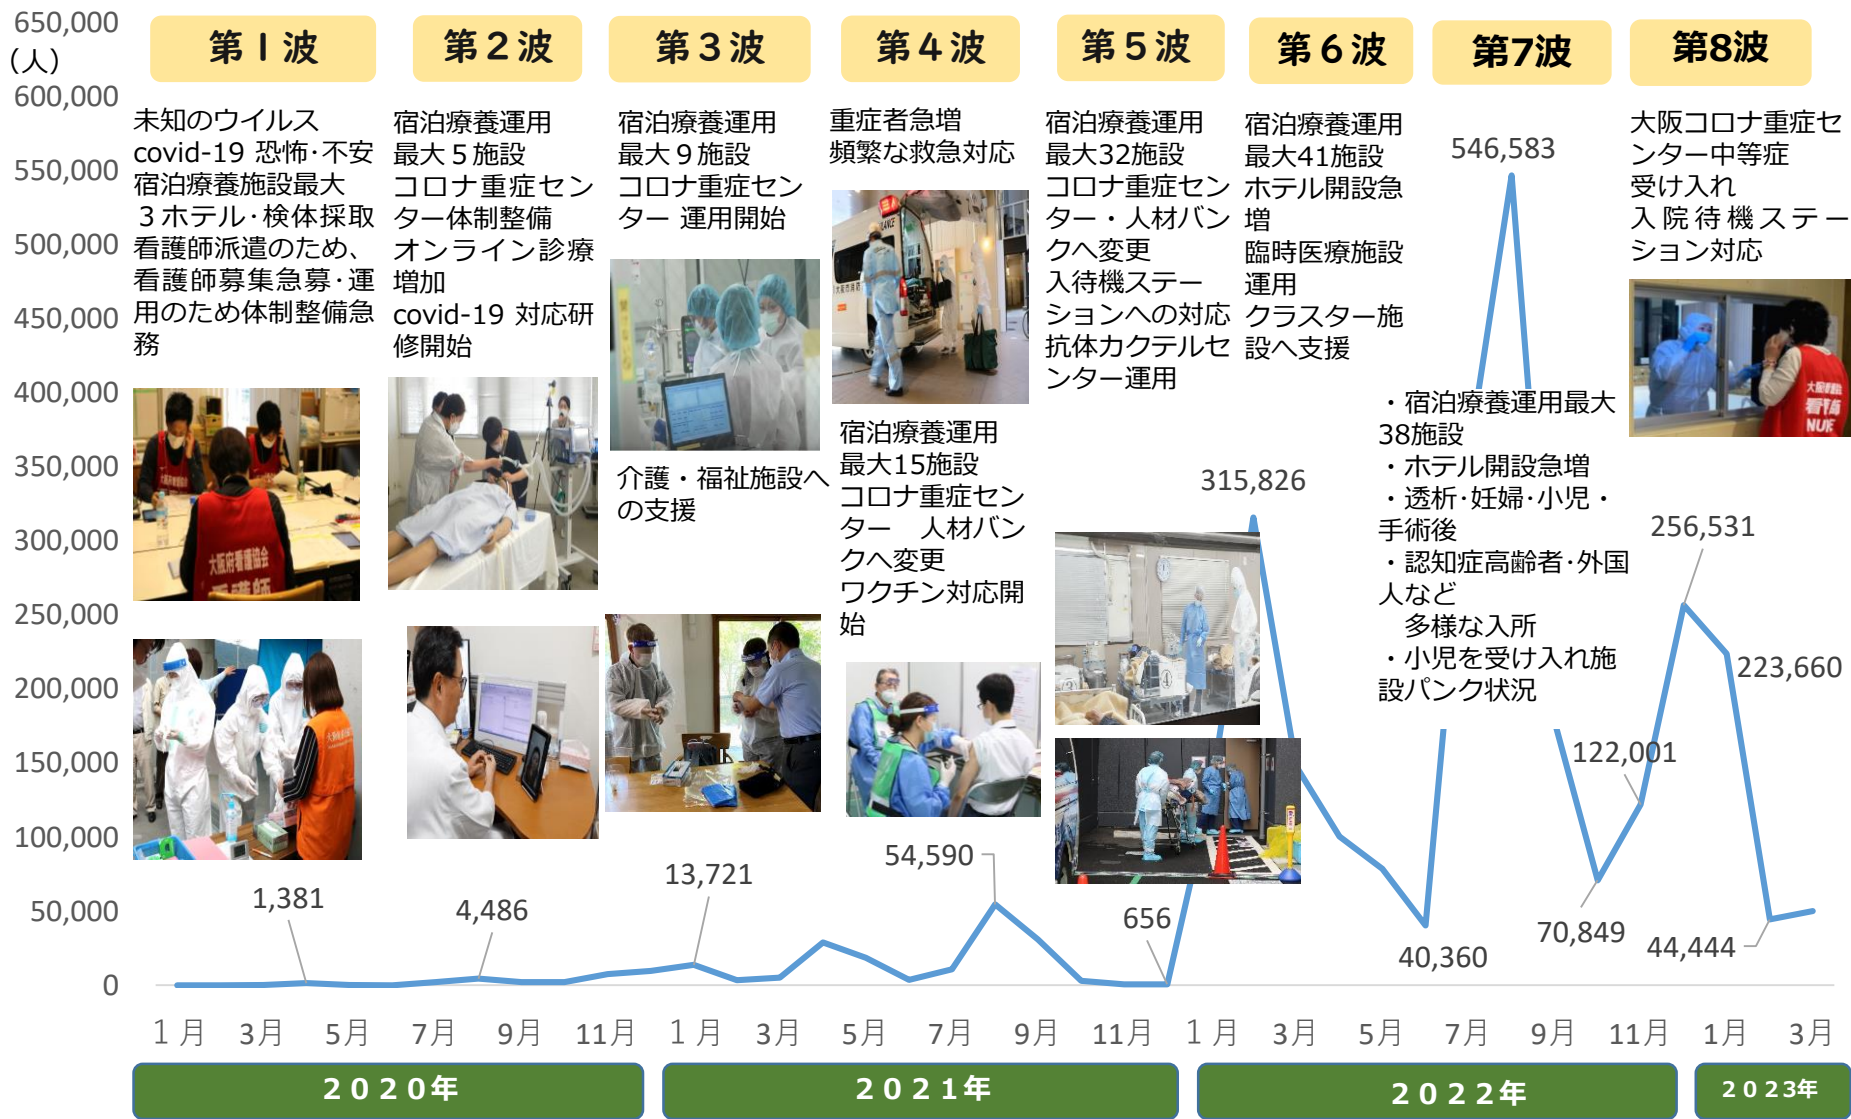 650,000
(人)
600,000
550,000
500,000
450,000
400,000
350,000
300,000
250,000
200,000
150,000
100,000
50,000
0
第1波
未知のウイルス
covid-19 恐怖・不安
宿泊療養施設最大
3ホテル・検体採取
看護師派遣のため、
看護師募集急募・運
用のため体制整備急
務
大阪府看護協会
看護師
第2波
宿泊療養運用
最大5施設
コロナ重症セン
ター体制整備
オンライン診療
増加
covid-19 対応研
修開始
第3波
宿泊療養運用
最大9施設
コロナ重症セン
ター 運用開始
介護・福祉施設へ
の支援
第4波
重症者急増
頻繁な救急対応
宿泊療養運用
最大15施設
コロナ重症セン
ター 人材バン
クへ変更
ワクチン対応開
始
第5波
宿泊療養運用
最大32施設
コロナ重症セン
ター・人材バン
クへ変更
入待機ステー
ションへの対応
抗体カクテルセ
ンター運用
第6波
宿泊療養運用
最大41施設
ホテル開設急
増
臨時医療施設
運用
クラスター施
設へ支援
第7波
・宿泊療養運用最大
38施設
・ホテル開設急増
・透析・妊婦・小児・
手術後
・認知症高齢者・外国
人など
多様な入所
・小児を受け入れ施
設パンク状況
第8波
大阪コロナ重症セ
ンター中等症
受け入れ
入院待機ステー
ション対応
1,381
4,486
13,721
54,590
656
315,826
40,360
546,583
70,849
122,001
256,531
223,660
44,444
1月 3月 5月 7月 9月 11月 1月 3月 5月 7月 9月 11月 1月 3月 5月 7月 9月 11月 1月 3月
2020年 2021年 2022年 2023年